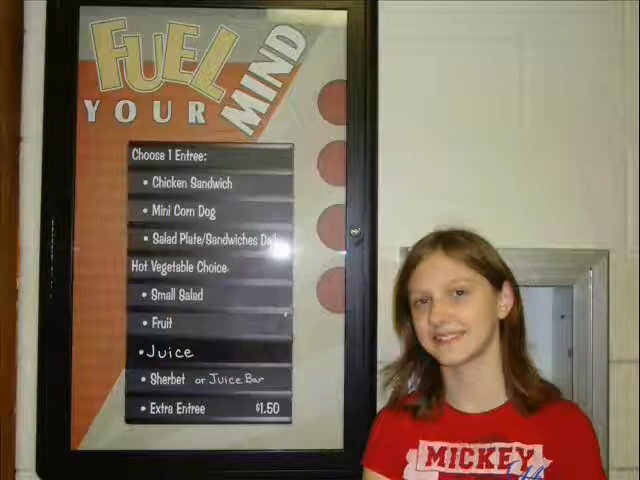 FUEL
YOUR MIND
Choose 1 Entree:
• Chicken Sandwich
• Mini Corn Dog
• Salad Plate/Sandwiches Daily
Hot Vegetable Choice
• Small Salad
• Fruit
• Juice
• Sherbet or Juice Bar
• Extra Entree $1.50
MICKEY